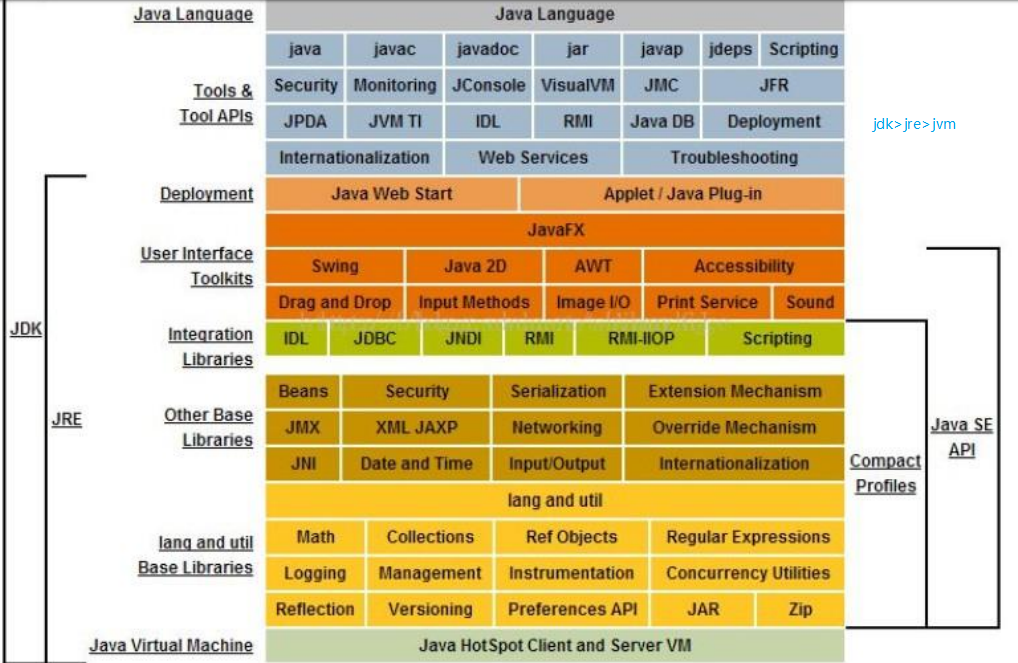 Java Language Java Language
java javac javadoc jar javap jdeps Scripting
Tools & Security Monitoring JConsole VisualVM JMC JFR
Tool APIs JPDA JVM TI IDL RMI Java DB Deployment jdk>jre>jvm
Internationalization Web Services Troubleshooting
Deployment Java Web Start Applet / Java Plug-in
JavaFX
User Interface
Toolkits
Swing Java 2D AWT Accessibility
Drag and Drop Input Methods Image I/O Print Service Sound
JDK
Integration
Libraries
IDL JDBC JNDI RMI RMI-IIOP Scripting
JRE
Other Base
Libraries
Beans Security Serialization Extension Mechanism
JMX XML JAXP Networking Override Mechanism
JNI Date and Time Input/Output Internationalization
Java SE
API
Compact
Profiles
lang and util
lang and util
Base Libraries
Math Collections Ref Objects Regular Expressions
Logging Management Instrumentation Concurrency Utilities
Reflection Versioning Preferences API JAR Zip
Java Virtual Machine Java HotSpot Client and Server VM